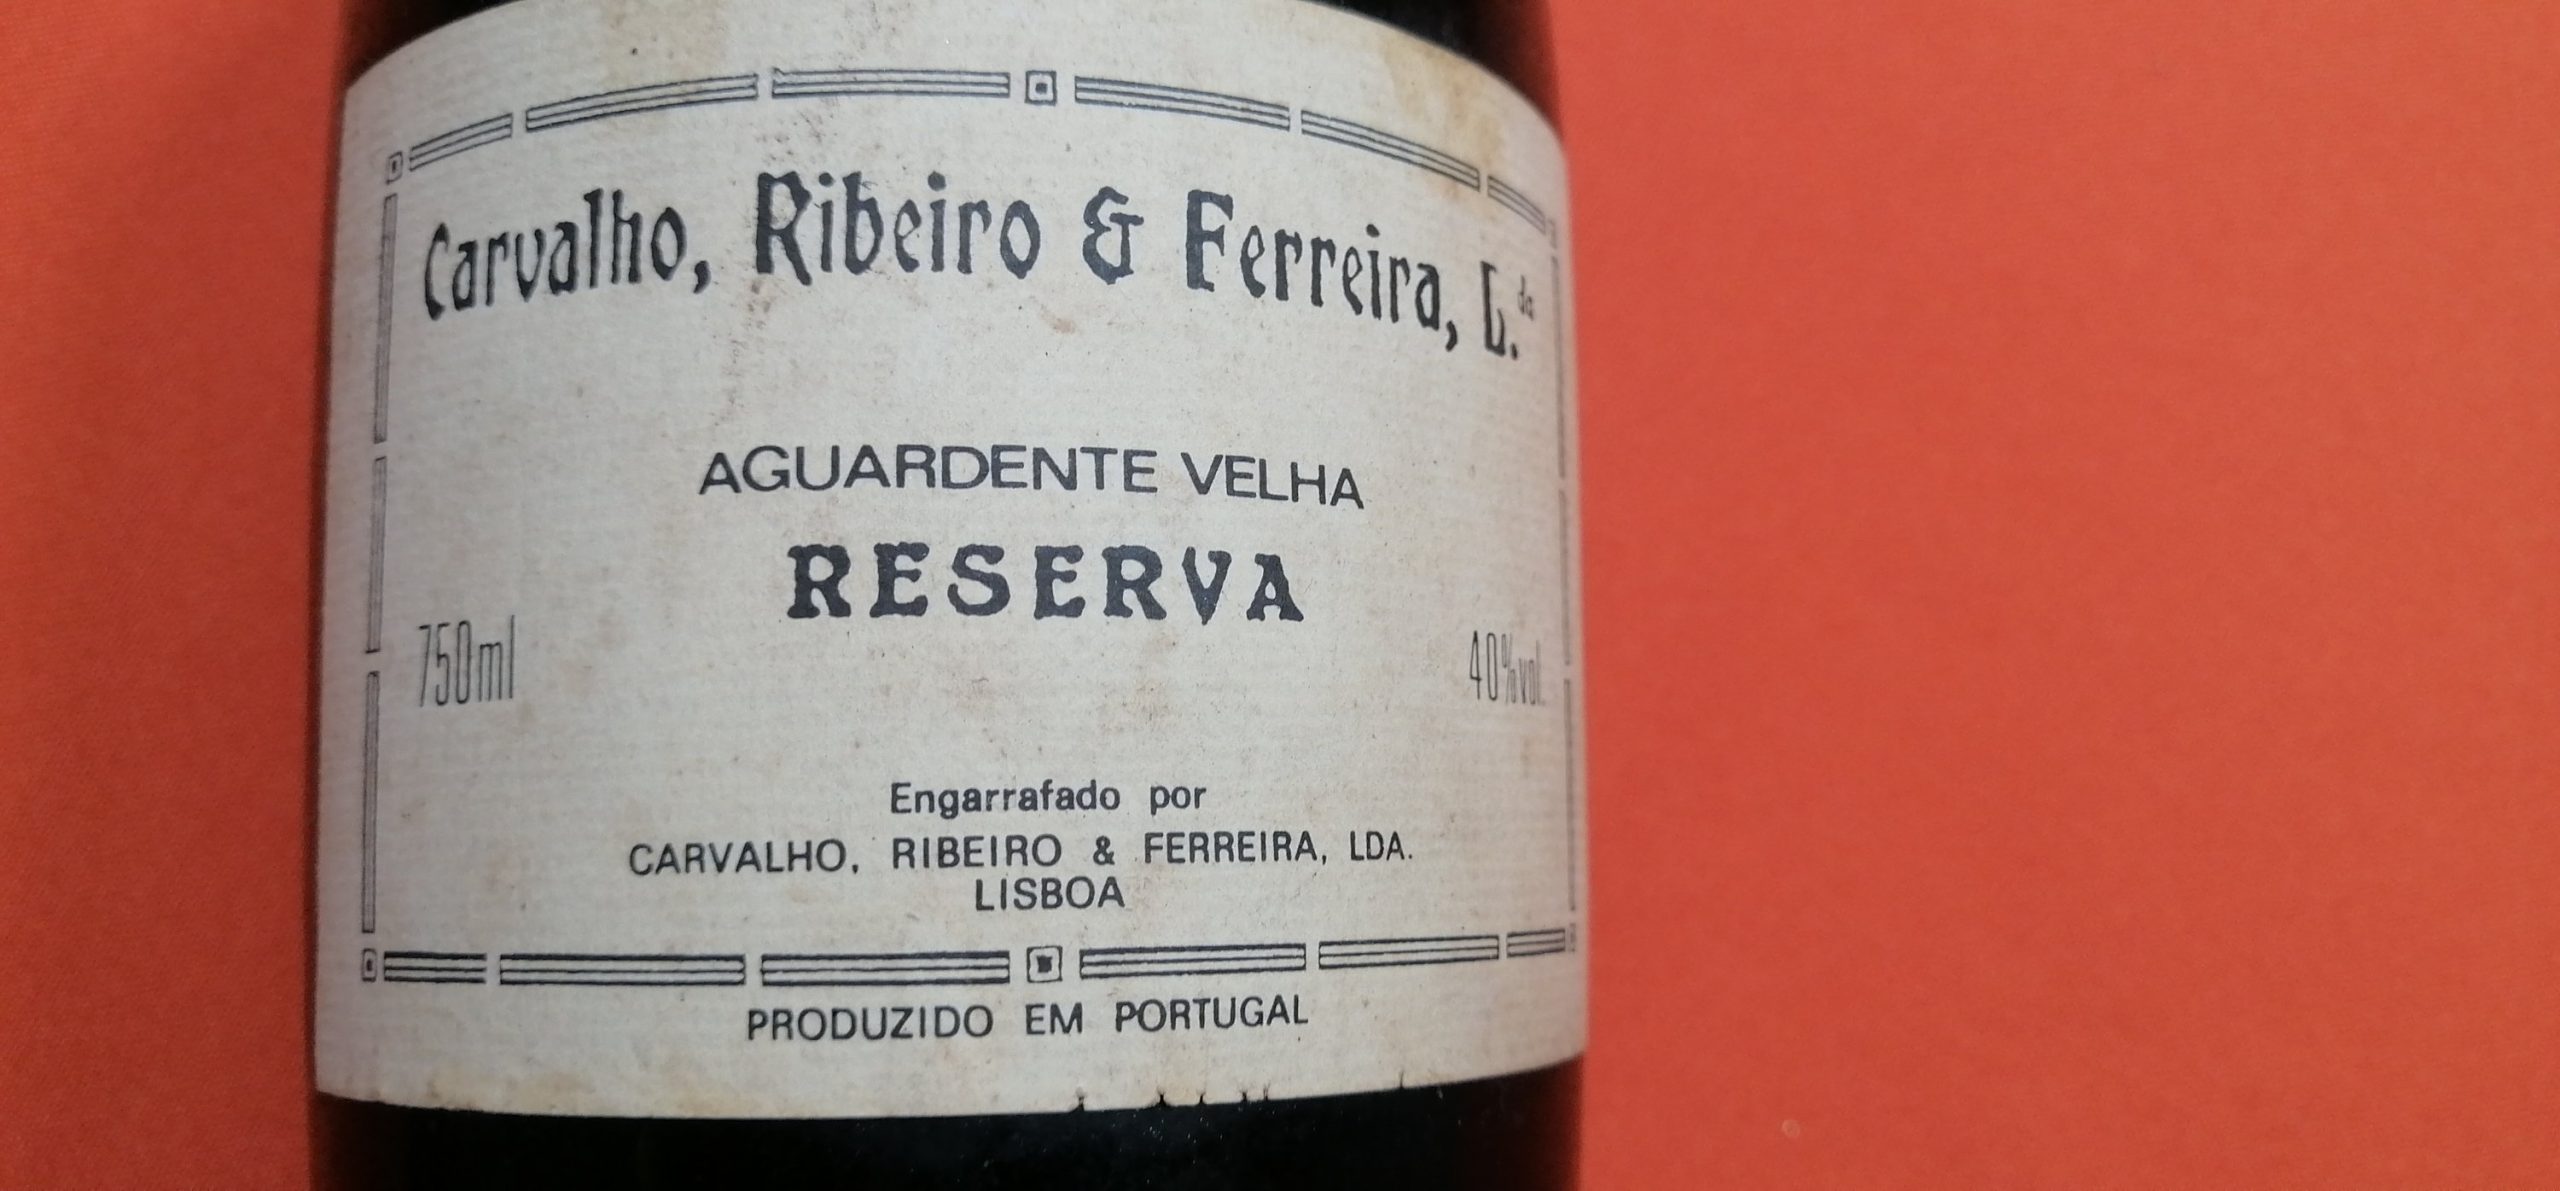 Carvalho, Ribeiro & Ferreira, L.da
AGUARDENTE VELHA
RESERVA
750ml
40%vol.
Engarrafado por
CARVALHO, RIBEIRO & FERREIRA, LDA.
LISBOA
PRODUZIDO EM PORTUGAL